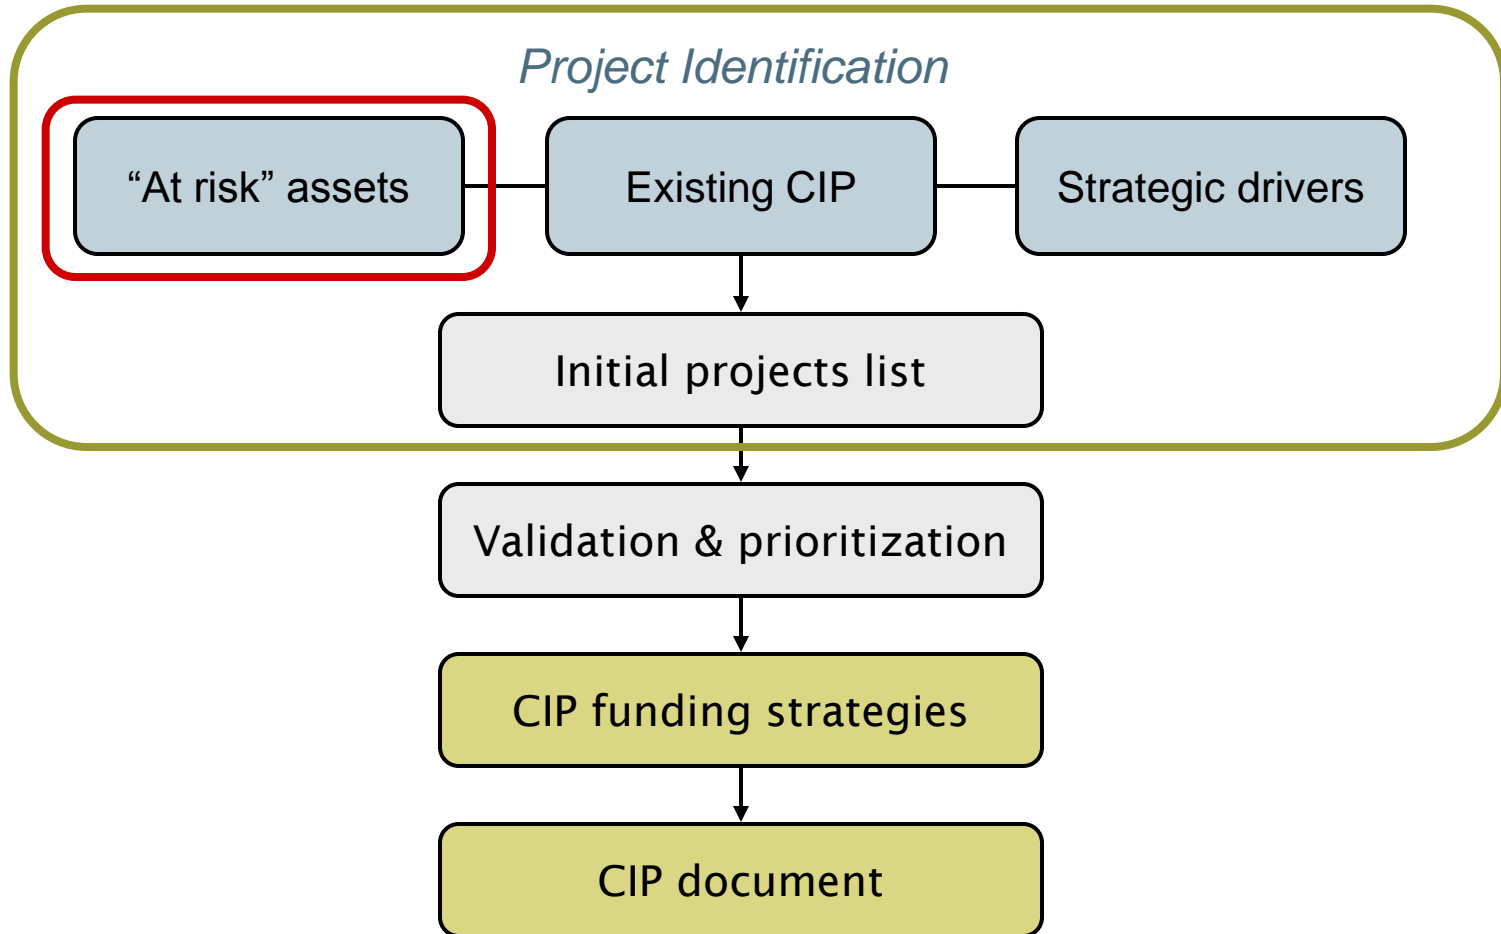 Project Identification
“At risk” assets
Existing CIP
Strategic drivers
Initial projects list
Validation & prioritization
CIP funding strategies
CIP document